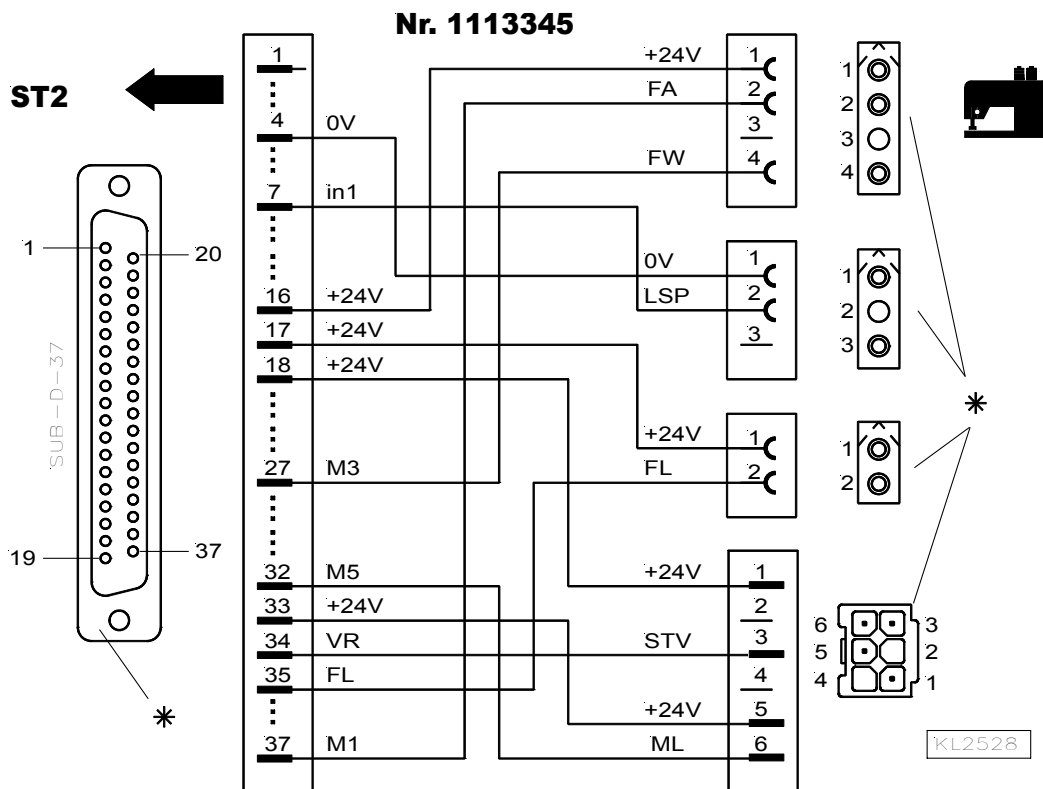 Nr. 1113345
ST2
1
4 0V
7 in1
16 +24V
17 +24V
18 +24V
27 M3
32 M5
33 +24V
34 VR
35 FL
37 M1
1
20
19
37
SUB-D-37
+24V 1
FA 2
3
FW 4
0V 1
LSP 2
3
+24V 1
FL 2
+24V 1
2
STV 3
4
+24V 5
ML 6
1
2
3
4
1
2
3
1
2
6 3
5 2
4 1
KL2528